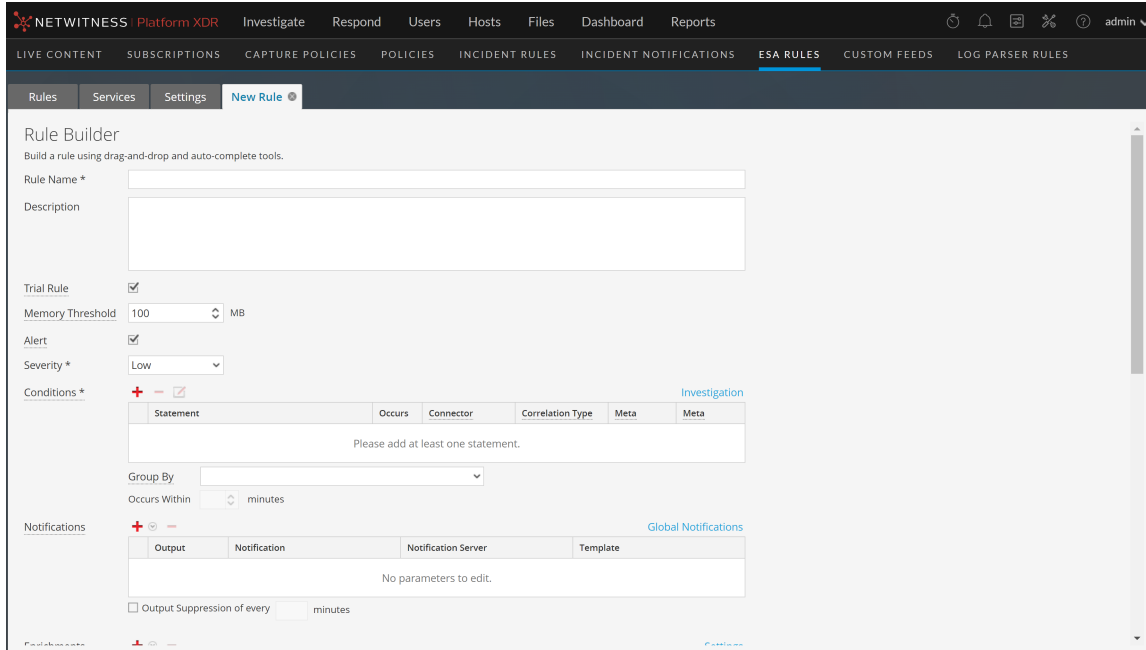 NETWITNESS | Platform XDR Investigate Respond Users Hosts Files Dashboard Reports admin
LIVE CONTENT SUBSCRIPTIONS CAPTURE POLICIES POLICIES INCIDENT RULES INCIDENT NOTIFICATIONS ESA RULES CUSTOM FEEDS LOG PARSER RULES
Rules Services Settings New Rule
Rule Builder
Build a rule using drag-and-drop and auto-complete tools.
Rule Name *
Description
Trial Rule
Memory Threshold 100 MB
Alert
Severity * Low
Conditions * Investigation
Statement Occurs Connector Correlation Type Meta Meta
Please add at least one statement.
Group By
Occurs Within minutes
Notifications Global Notifications
Output Notification Notification Server Template
No parameters to edit.
Output Suppression of every minutes
Enrichments Settings